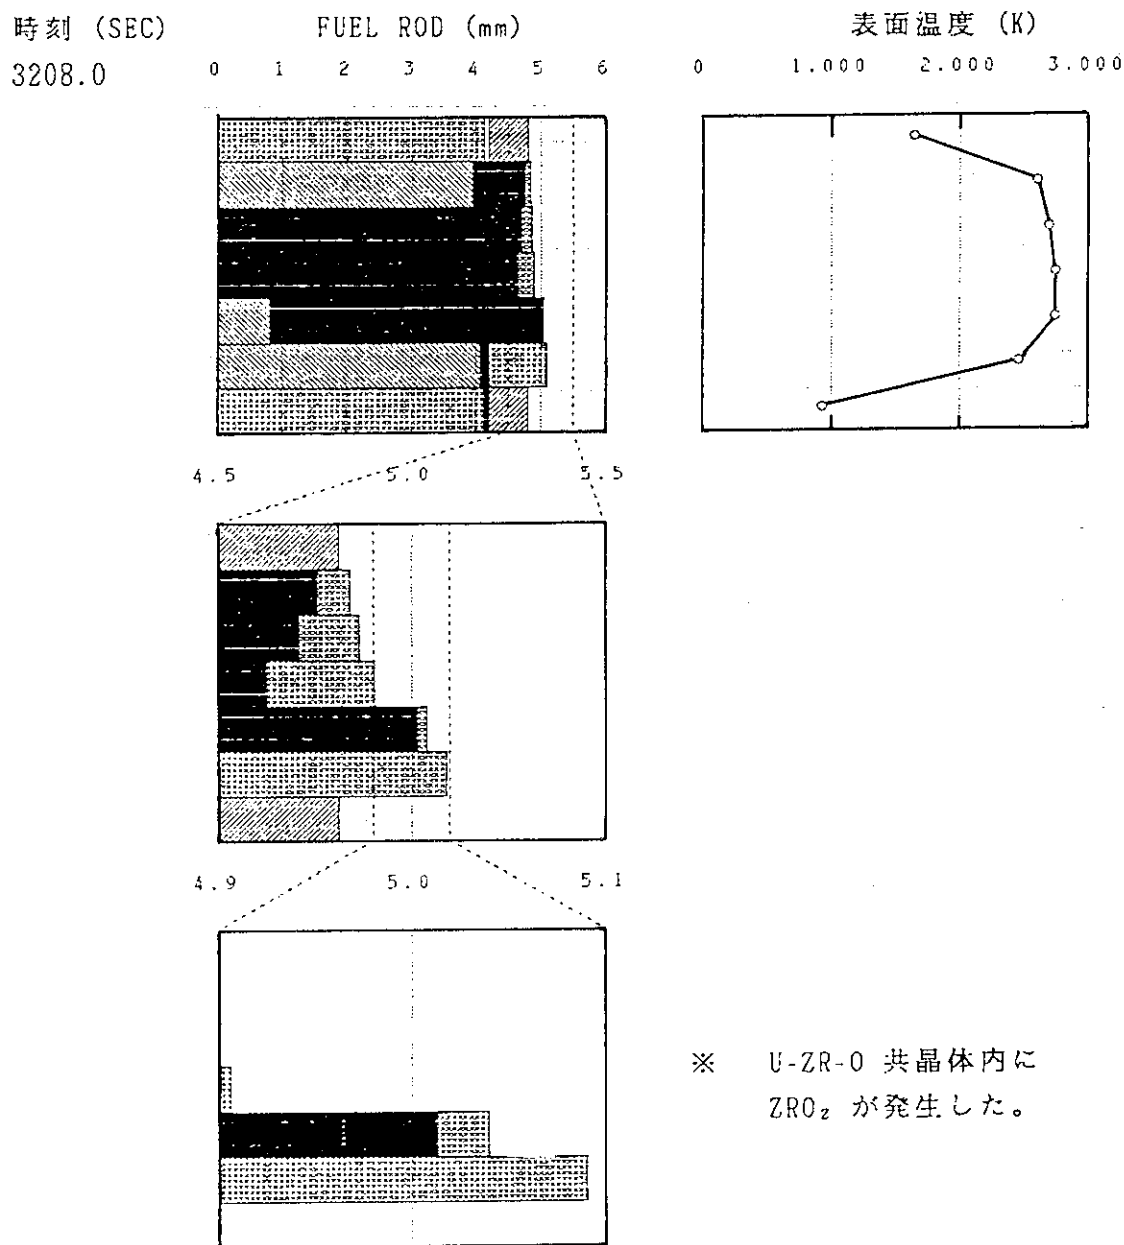 時刻 (SEC)
3208.0
FUEL ROD (mm)
0 1 2 3 4 5 6
表面温度 (K)
0 1.000 2.000 3.000
4.5 5.0 5.5
4.9 5.0 5.1
※ U-ZR-O 共晶体内に
ZRO₂ が発生した。